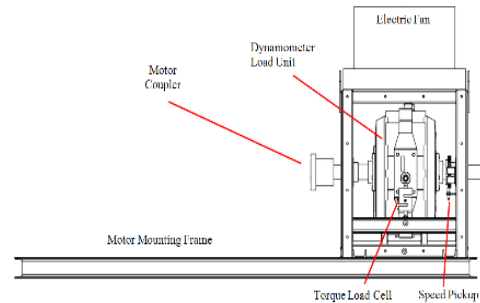 Electric Fan
Dynamometer
Load Unit
Motor
Coupler
Motor Mounting Frame
Torque Load Cell
Speed Pickup